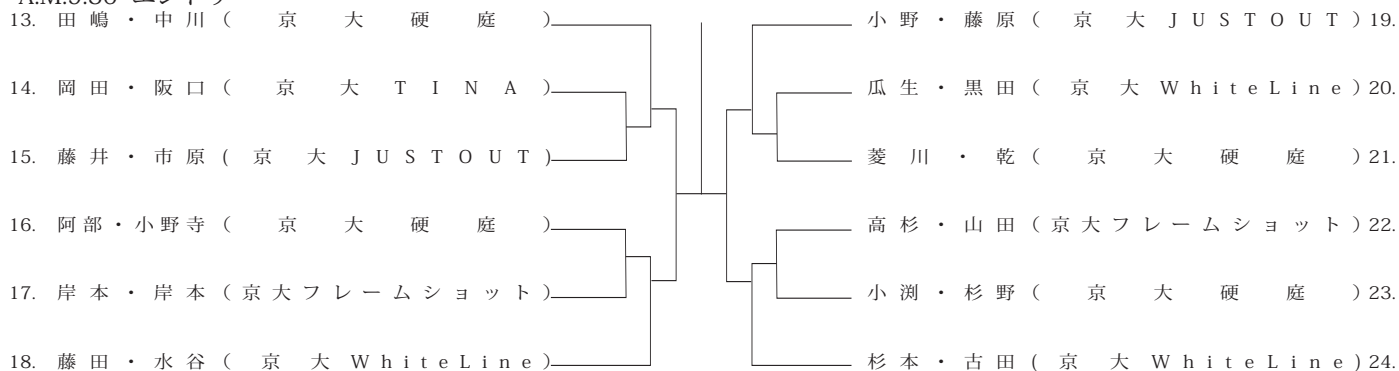 13. 田嶋・中川(京大硬庭)
14. 岡田・阪口(京大TINA)
15. 藤井・市原(京大JUSTOUT)
16. 阿部・小野寺(京大硬庭)
17. 岸本・岸本(京大フレームショット)
18. 藤田・水谷(京大WhiteLine)
小野・藤原(京大JUSTOUT)19.
瓜生・黒田(京大WhiteLine)20.
菱川・乾(京大硬庭)21.
高杉・山田(京大フレームショット)22.
小渕・杉野(京大硬庭)23.
杉本・古田(京大WhiteLine)24.